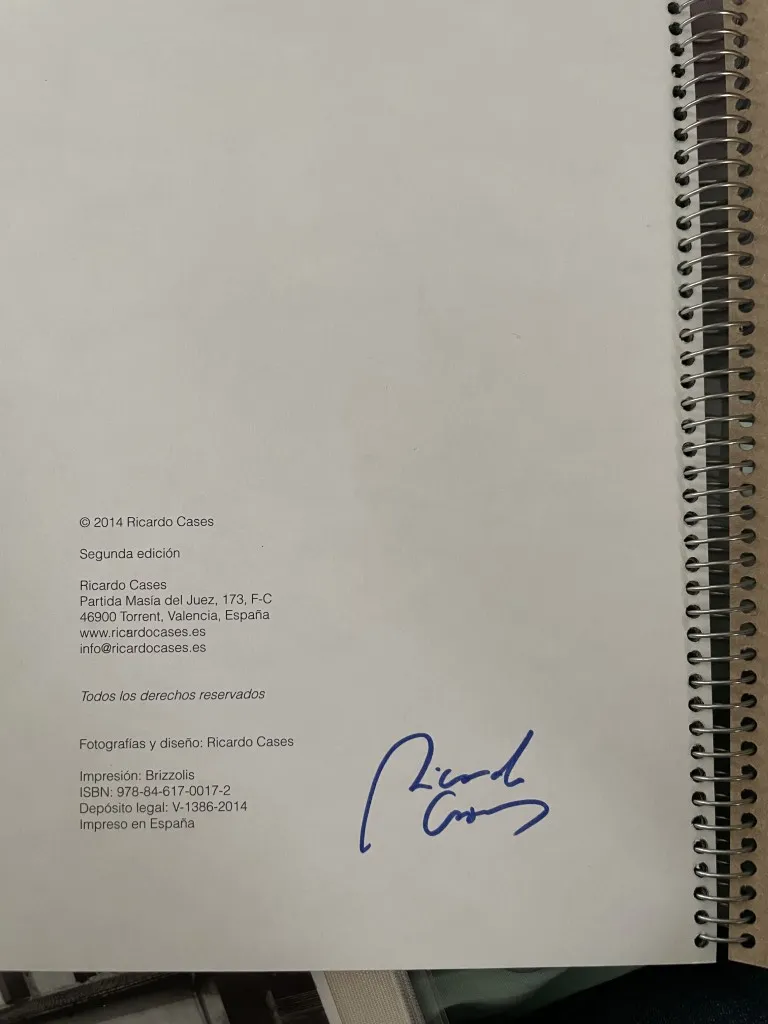 © 2014 Ricardo Cases
Segunda edición
Ricardo Cases
Partida Masía del Juez, 173, F-C
46900 Torrent, Valencia, España
www.ricardocases.es
info@ricardocases.es
Todos los derechos reservados
Fotografías y diseño: Ricardo Cases
Impresión: Brizzolis
ISBN: 978-84-617-0017-2
Depósito legal: V-1386-2014
Impreso en España
Ricardo
Cases